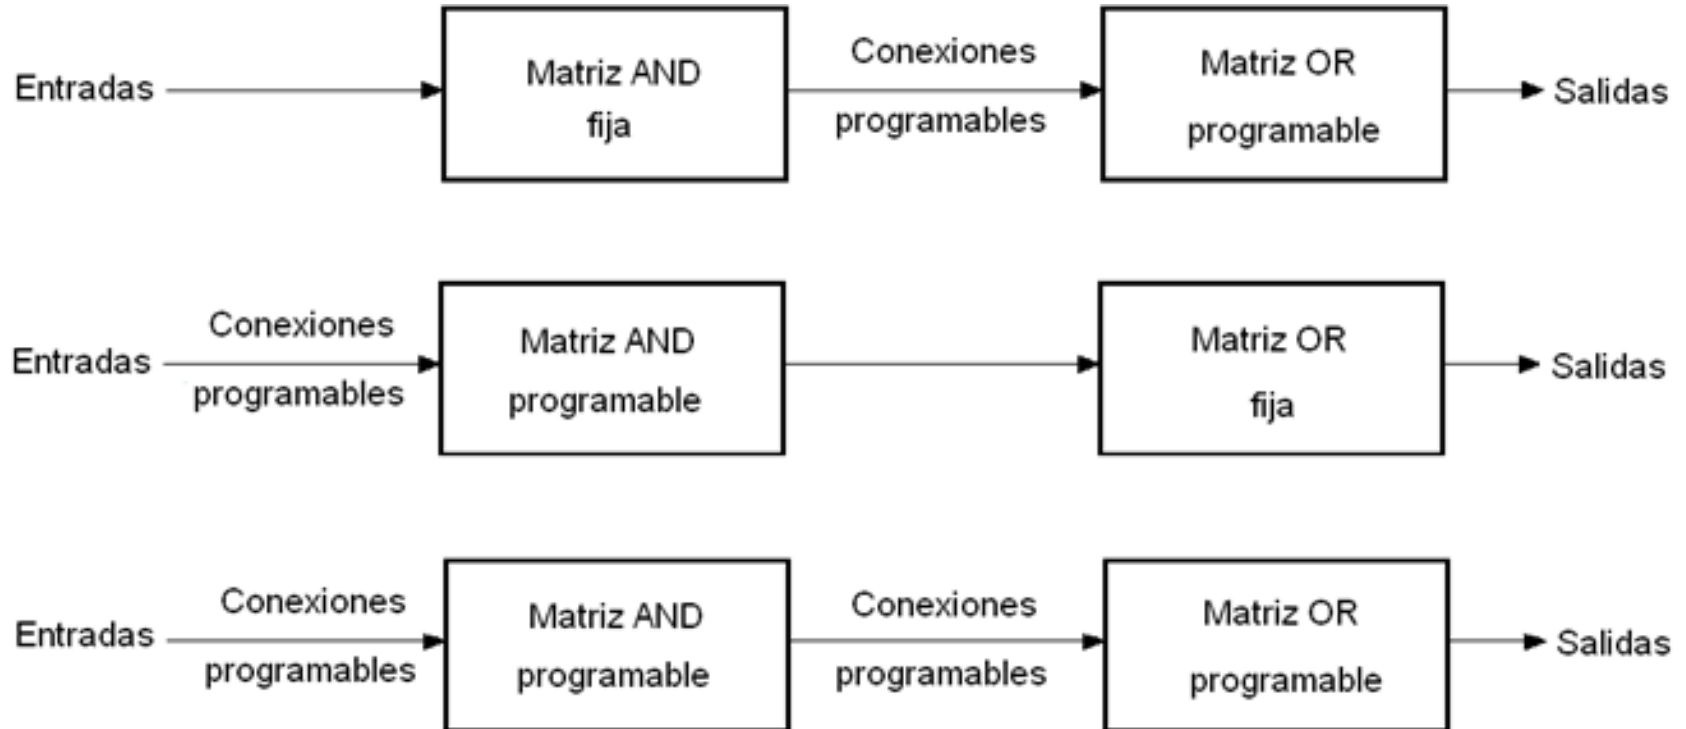 Entradas
Matriz AND
fija
Conexiones
programables
Matriz OR
programable
Salidas
Entradas
Conexiones
programables
Matriz AND
programable
Matriz OR
fija
Salidas
Entradas
Conexiones
programables
Matriz AND
programable
Conexiones
programables
Matriz OR
programable
Salidas